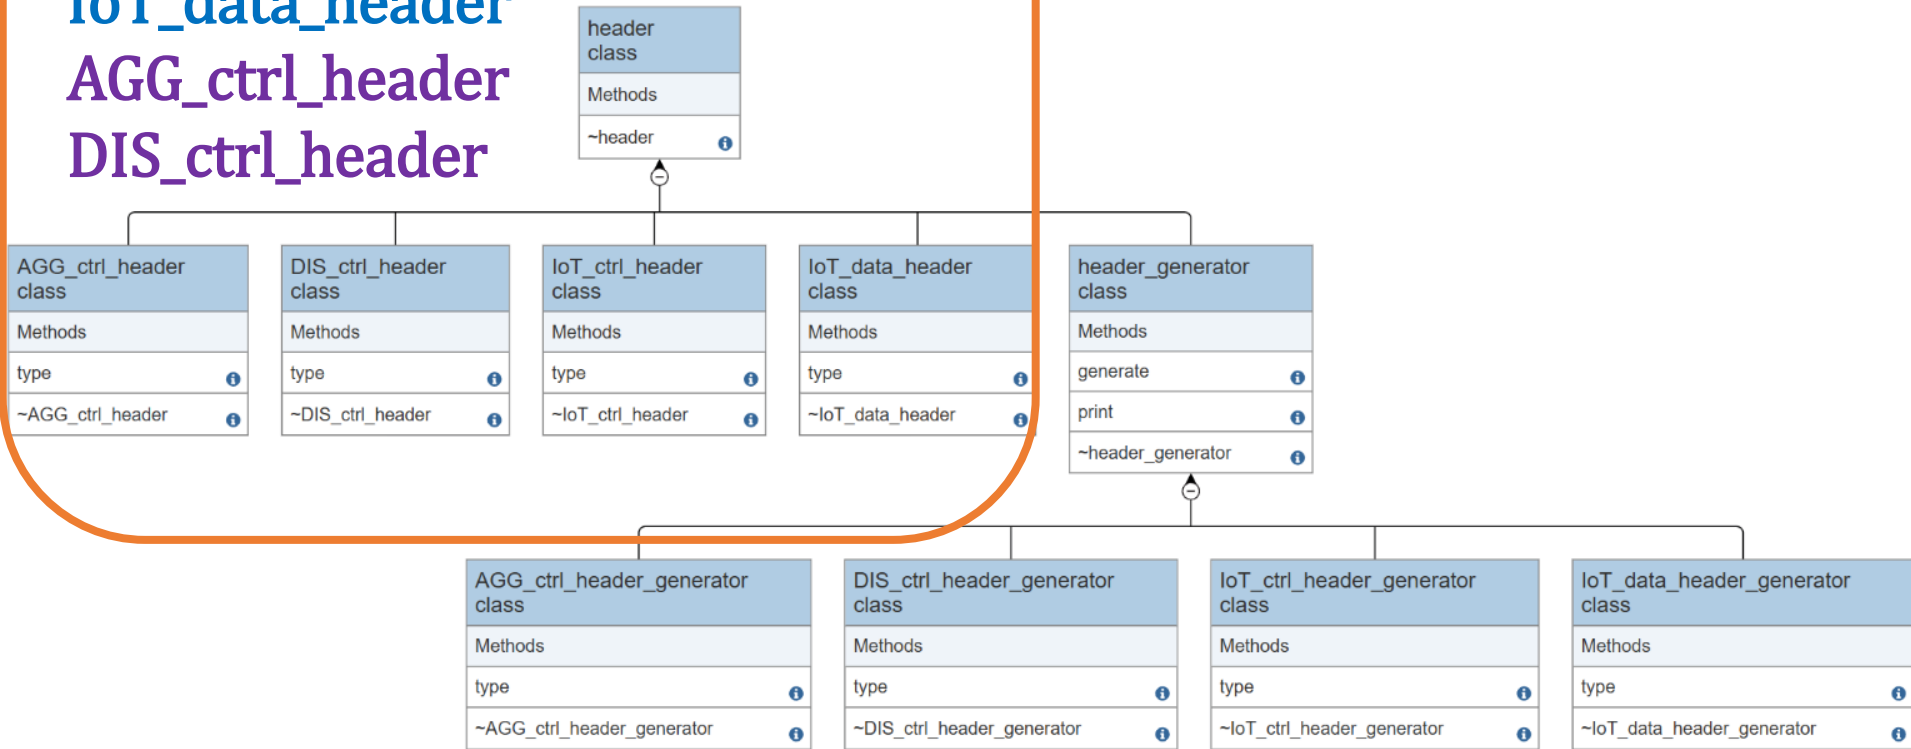 IoT_data_header
AGG_ctrl_header
DIS_ctrl_header
header
class
Methods
~header
AGG_ctrl_header
class
Methods
type
~AGG_ctrl_header
DIS_ctrl_header
class
Methods
type
~DIS_ctrl_header
IoT_ctrl_header
class
Methods
type
~IoT_ctrl_header
IoT_data_header
class
Methods
type
~IoT_data_header
header_generator
class
Methods
generate
print
~header_generator
AGG_ctrl_header_generator
class
Methods
type
~AGG_ctrl_header_generator
DIS_ctrl_header_generator
class
Methods
type
~DIS_ctrl_header_generator
IoT_ctrl_header_generator
class
Methods
type
~IoT_ctrl_header_generator
IoT_data_header_generator
class
Methods
type
~IoT_data_header_generator